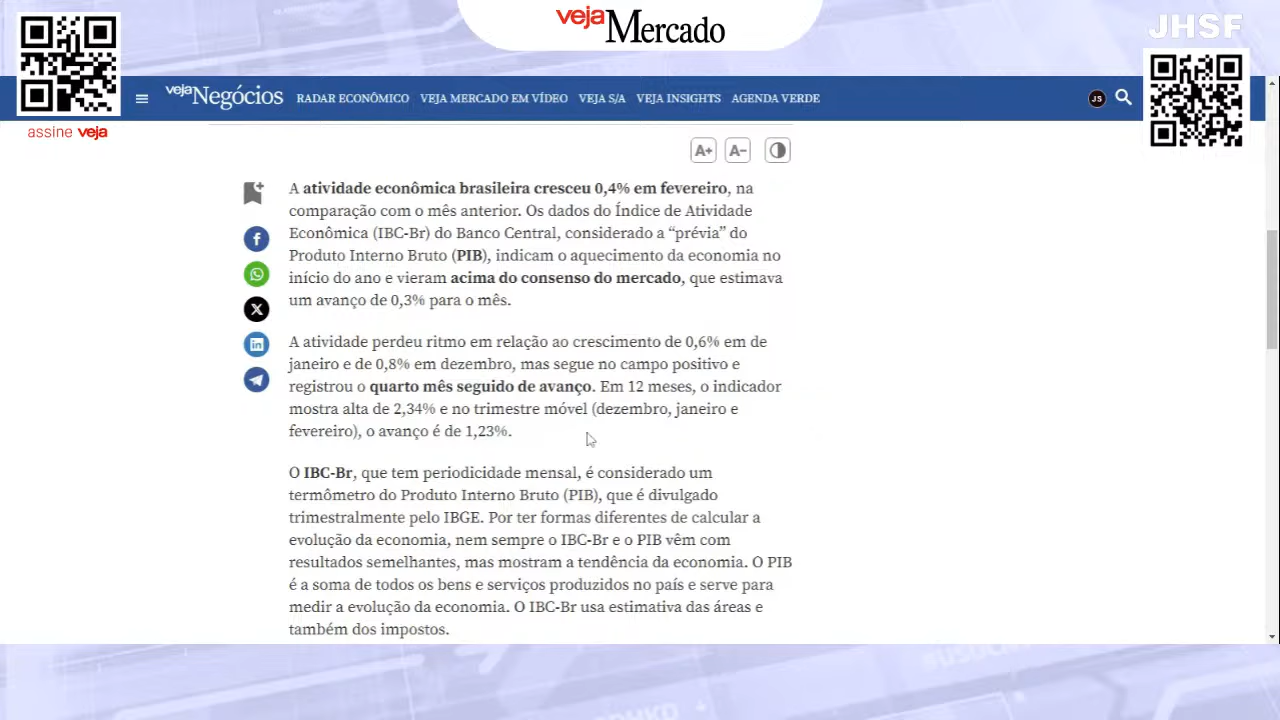 veja Mercado
JHSF
veja Negócios RADAR ECONÔMICO VEJA MERCADO EM VÍDEO VEJA S/A VEJA INSIGHTS AGENDA VERDE JS
assine veja
A+ A-
A atividade econômica brasileira cresceu 0,4% em fevereiro, na
comparação com o mês anterior. Os dados do Índice de Atividade
Econômica (IBC-Br) do Banco Central, considerado a “prévia” do
Produto Interno Bruto (PIB), indicam o aquecimento da economia no
início do ano e vieram acima do consenso do mercado, que estimava
um avanço de 0,3% para o mês.
A atividade perdeu ritmo em relação ao crescimento de 0,6% em de
janeiro e de 0,8% em dezembro, mas segue no campo positivo e
registrou o quarto mês seguido de avanço. Em 12 meses, o indicador
mostra alta de 2,34% e no trimestre móvel (dezembro, janeiro e
fevereiro), o avanço é de 1,23%.
O IBC-Br, que tem periodicidade mensal, é considerado um
termômetro do Produto Interno Bruto (PIB), que é divulgado
trimestralmente pelo IBGE. Por ter formas diferentes de calcular a
evolução da economia, nem sempre o IBC-Br e o PIB vêm com
resultados semelhantes, mas mostram a tendência da economia. O PIB
é a soma de todos os bens e serviços produzidos no país e serve para
medir a evolução da economia. O IBC-Br usa estimativa das áreas e
também dos impostos.